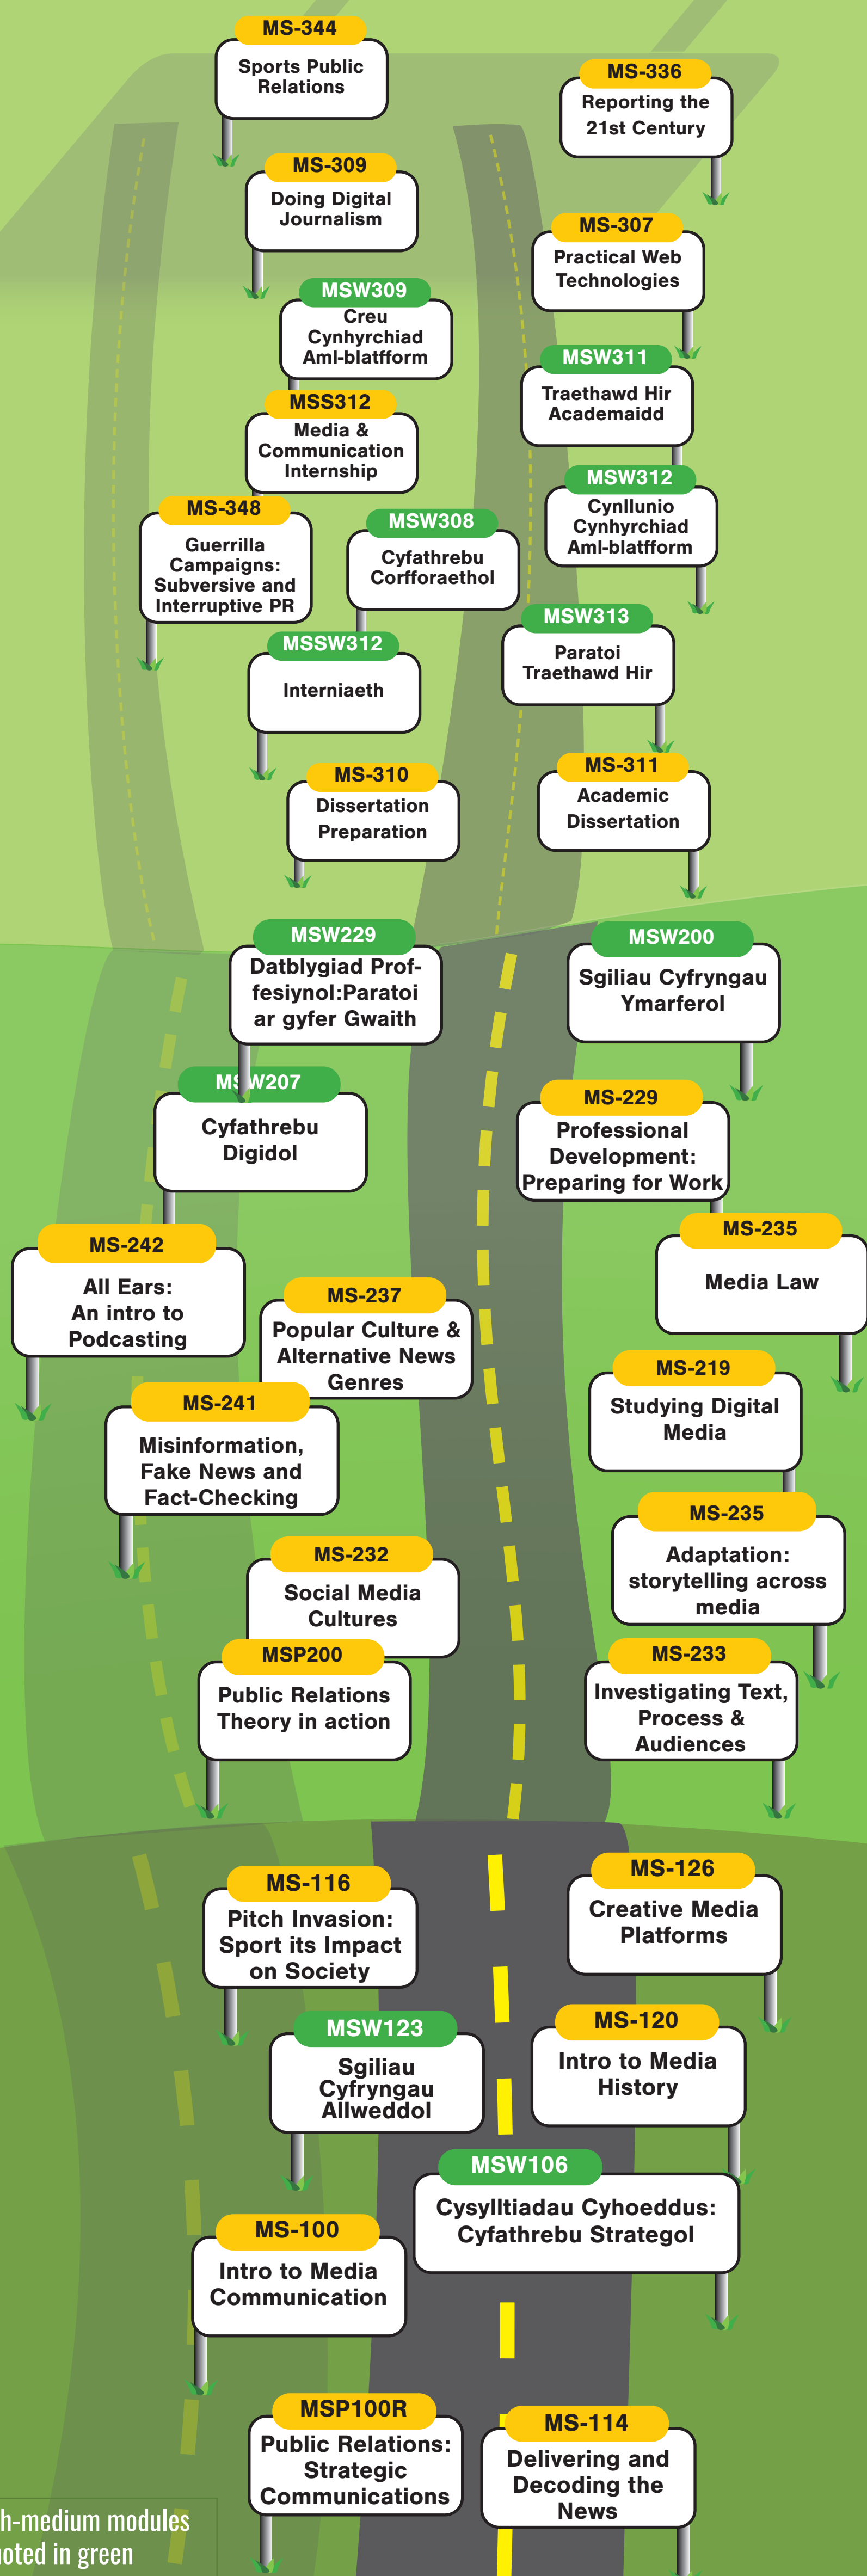 MS-344
Sports Public
Relations
MS-336
Reporting the
21st Century
MS-309
Doing Digital
Journalism
MS-307
Practical Web
Technologies
MSW309
Creu
Cynhyrchiad
Aml-blatfform
MSW311
Traethawd Hir
Academaidd
MSS312
Media &
Communication
Internship
MSW312
Cynllunio
Cynhyrchiad
Aml-blatfform
MS-348
Guerrilla
Campaigns:
Subversive and
Interruptive PR
MSW308
Cyfathrebu
Corfforaethol
MSW313
Paratoi
Traethawd Hir
MSSW312
Interniaeth
MS-310
Dissertation
Preparation
MS-311
Academic
Dissertation
MSW229
Datblygiad Prof-
fesiynol:Paratoi
ar gyfer Gwaith
MSW200
Sgiliau Cyfryngau
Ymarferol
MSW207
Cyfathrebu
Digidol
MS-229
Professional
Development:
Preparing for Work
MS-242
All Ears:
An intro to
Podcasting
MS-235
Media Law
MS-237
Popular Culture &
Alternative News
Genres
MS-219
Studying Digital
Media
MS-241
Misinformation,
Fake News and
Fact-Checking
MS-235
Adaptation:
storytelling across
media
MS-232
Social Media
Cultures
MSP200
Public Relations
Theory in action
MS-233
Investigating Text,
Process &
Audiences
MS-116
Pitch Invasion:
Sport its Impact
on Society
MS-126
Creative Media
Platforms
MSW123
Sgiliau
Cyfryngau
Allweddol
MS-120
Intro to Media
History
MSW106
Cysylltiadau Cyhoeddus:
Cyfathrebu Strategol
MS-100
Intro to Media
Communication
MSP100R
Public Relations:
Strategic
Communications
MS-114
Delivering and
Decoding the
News
h-medium modules
oted in green